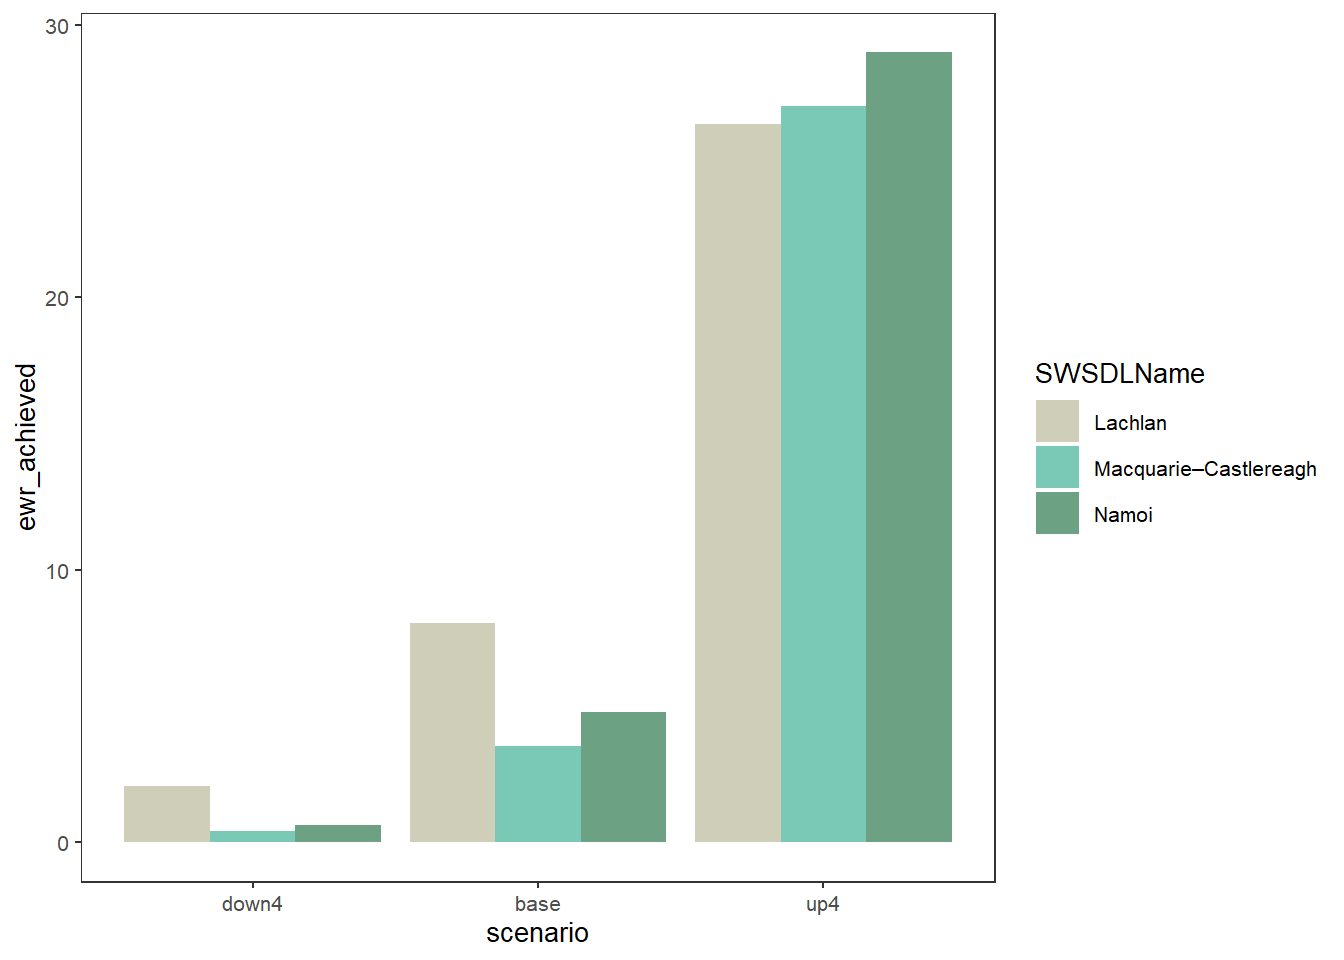 30
20
10
0
ewr_achieved
down4 base up4
scenario
SWSDLName
Lachlan
Macquarie–Castlereagh
Namoi